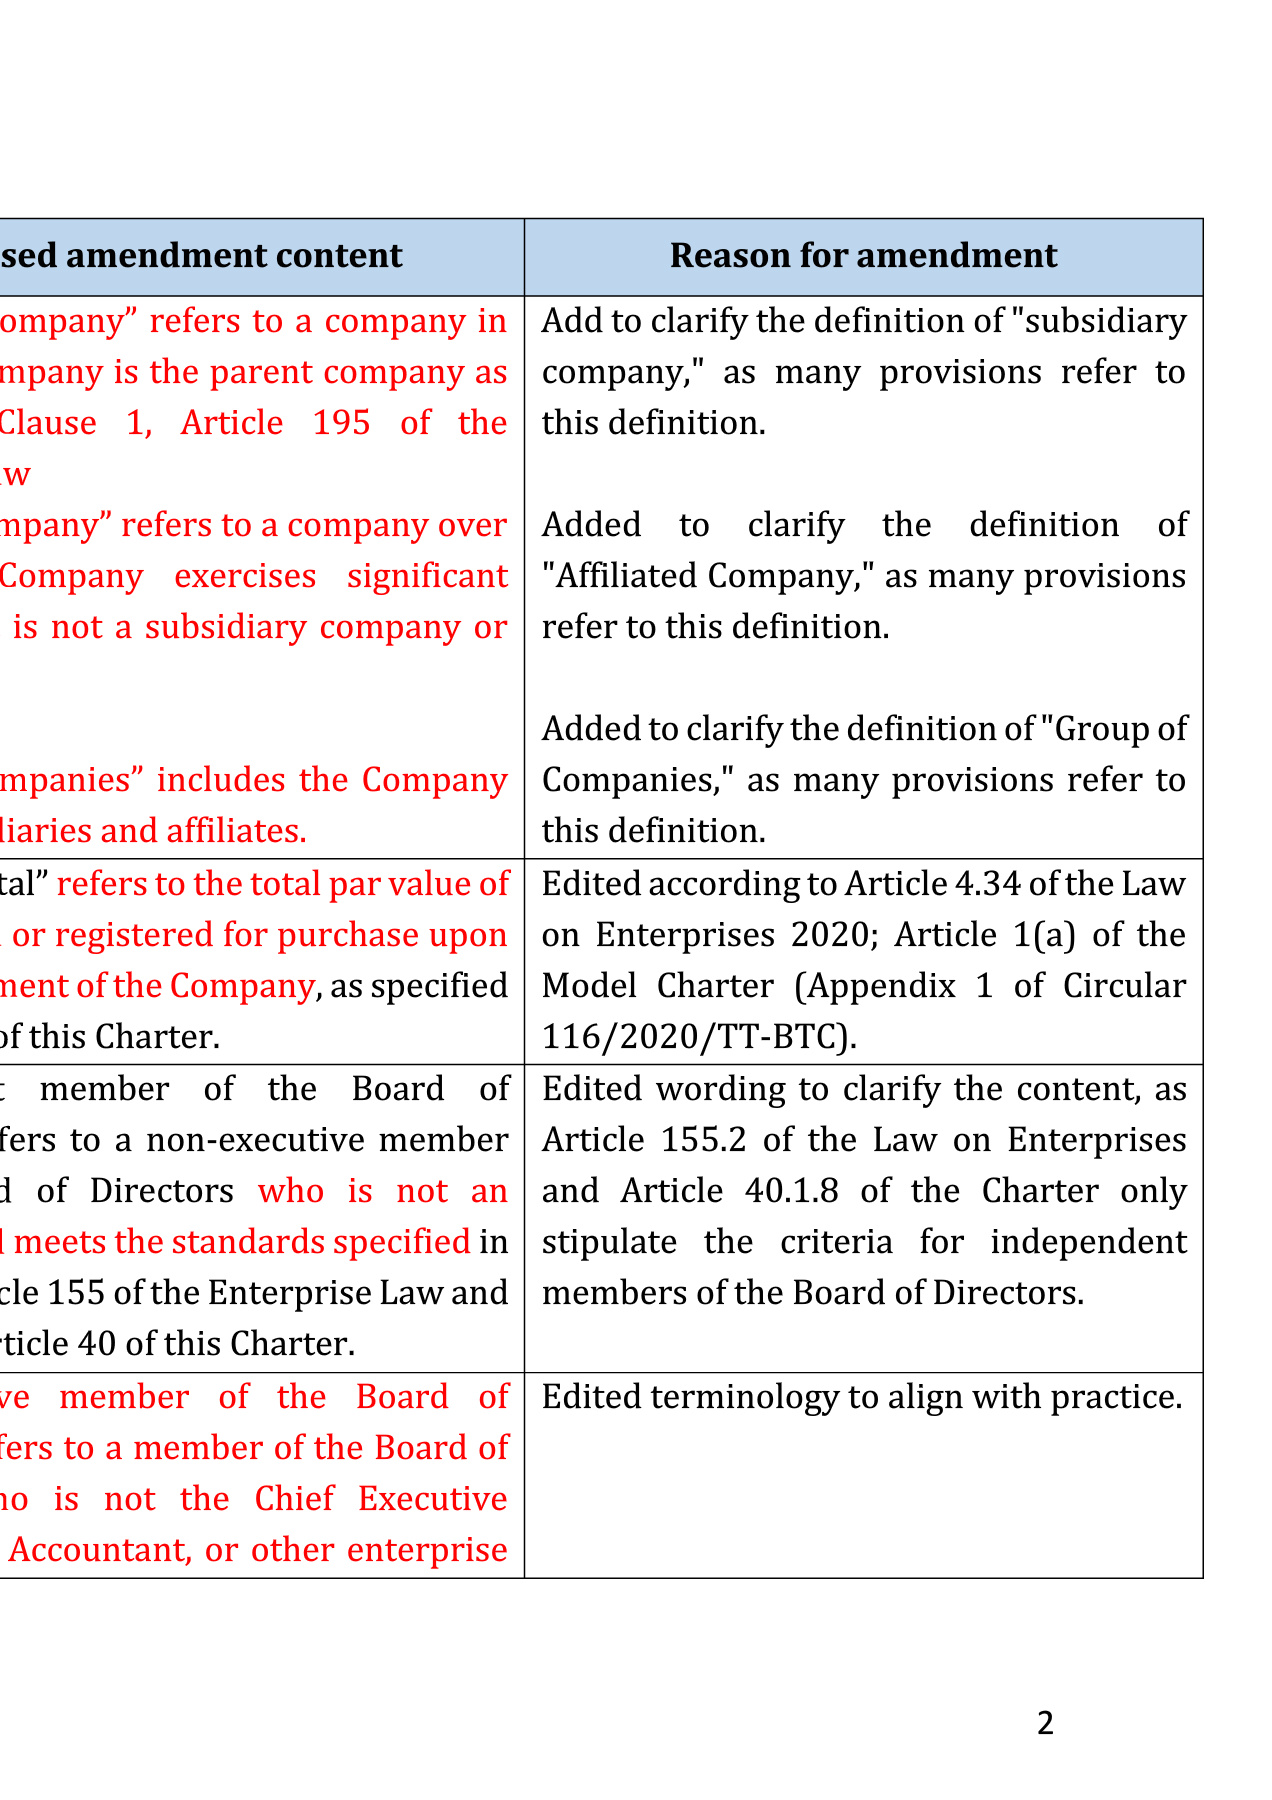 sed amendment content
Reason for amendment
ompany” refers to a company in
mpany is the parent company as
Clause 1, Article 195 of the
w
mpany” refers to a company over
Company exercises significant
is not a subsidiary company or
ompanies” includes the Company
liaries and affiliates.
Add to clarify the definition of "subsidiary
company," as many provisions refer to
this definition.
Added to clarify the definition of
"Affiliated Company," as many provisions
refer to this definition.
Added to clarify the definition of "Group of
Companies," as many provisions refer to
this definition.
tal” refers to the total par value of
or registered for purchase upon
ment of the Company, as specified
of this Charter.
Edited according to Article 4.34 of the Law
on Enterprises 2020; Article 1(a) of the
Model Charter (Appendix 1 of Circular
116/2020/TT-BTC).
t member of the Board of
fers to a non-executive member
d of Directors who is not an
meets the standards specified in
cle 155 of the Enterprise Law and
rticle 40 of this Charter.
Edited wording to clarify the content, as
Article 155.2 of the Law on Enterprises
and Article 40.1.8 of the Charter only
stipulate the criteria for independent
members of the Board of Directors.
ve member of the Board of
fers to a member of the Board of
ho is not the Chief Executive
Accountant, or other enterprise
Edited terminology to align with practice.
2